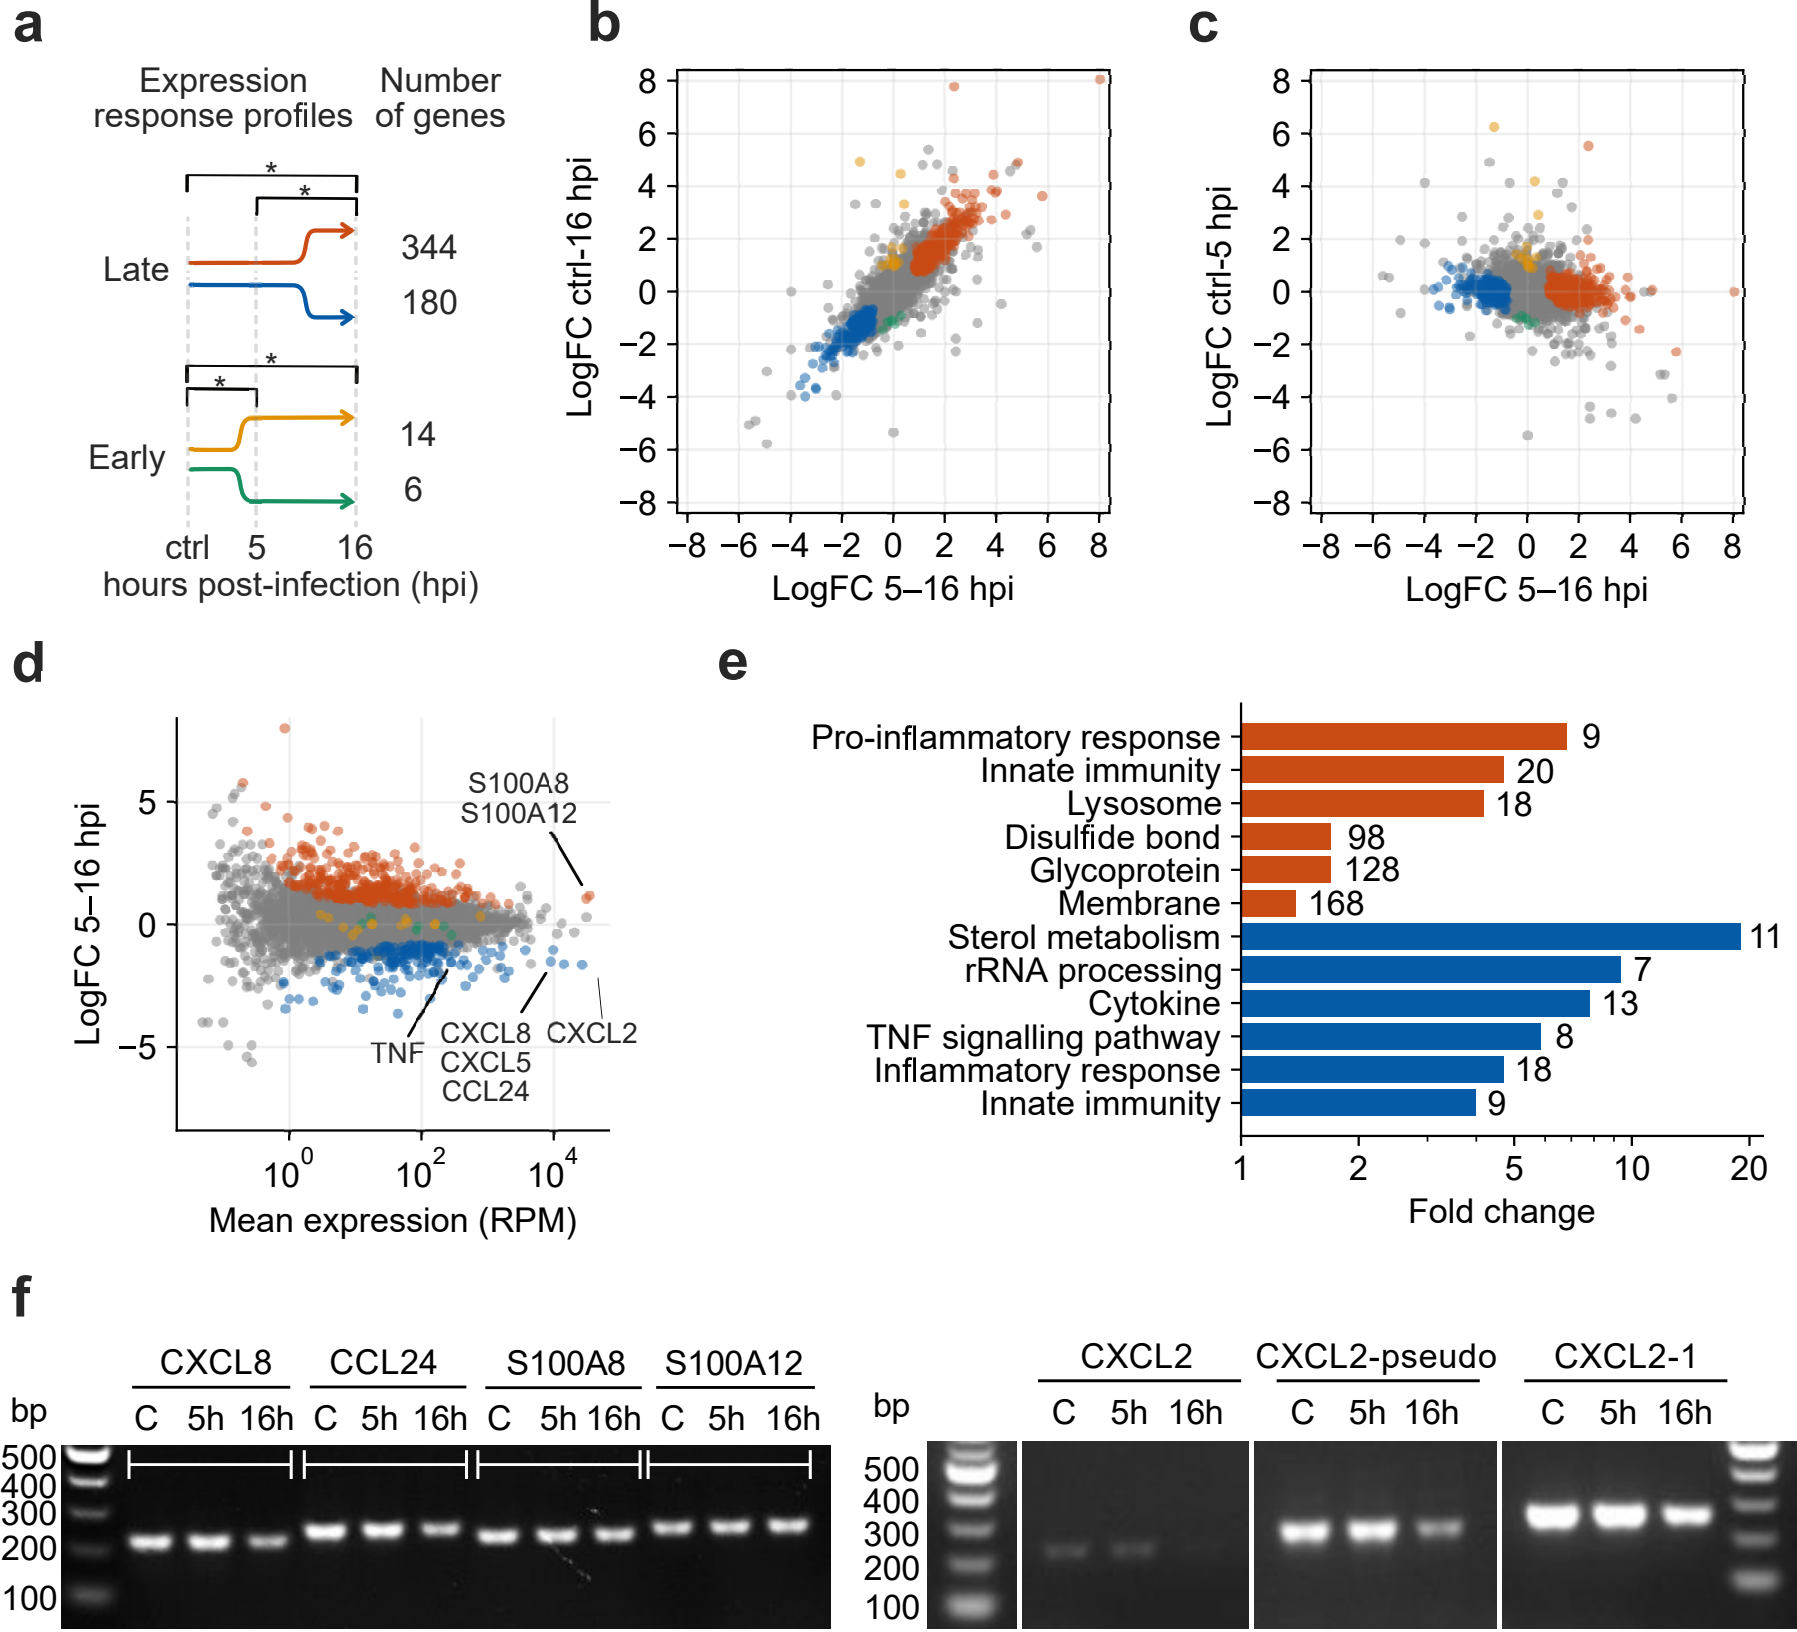 a
Expression
response profiles
Number
of genes
*
*
Late
344
180
*
*
Early
14
6
ctrl 5 16
hours post-infection (hpi)
b
LogFC ctrl-16 hpi
8
6
4
2
0
−2
−4
−6
−8
−8 −6 −4 −2 0 2 4 6 8
LogFC 5–16 hpi
c
LogFC ctrl-5 hpi
8
6
4
2
0
−2
−4
−6
−8
−8 −6 −4 −2 0 2 4 6 8
LogFC 5–16 hpi
d
LogFC 5–16 hpi
5
0
−5
S100A8
S100A12
TNF
CXCL8
CXCL5
CCL24
CXCL2
10^0 10^2 10^4
Mean expression (RPM)
e
Pro-inflammatory response 9
Innate immunity 20
Lysosome 18
Disulfide bond 98
Glycoprotein 128
Membrane 168
Sterol metabolism 11
rRNA processing 7
Cytokine 13
TNF signalling pathway 8
Inflammatory response 18
Innate immunity 9
1 2 5 10 20
Fold change
f
CXCL8 CCL24 S100A8 S100A12
bp C 5h 16h C 5h 16h C 5h 16h C 5h 16h
500
400
300
200
100
CXCL2 CXCL2-pseudo CXCL2-1
bp C 5h 16h C 5h 16h C 5h 16h
500
400
300
200
100